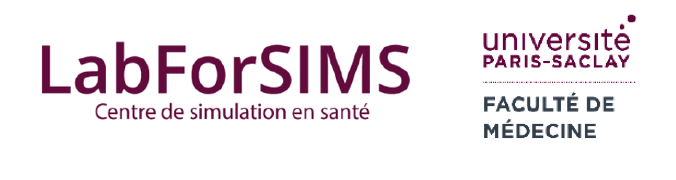 LabForSIMS
Centre de simulation en santé
université
PARIS-SACLAY
FACULTÉ DE
MÉDECINE